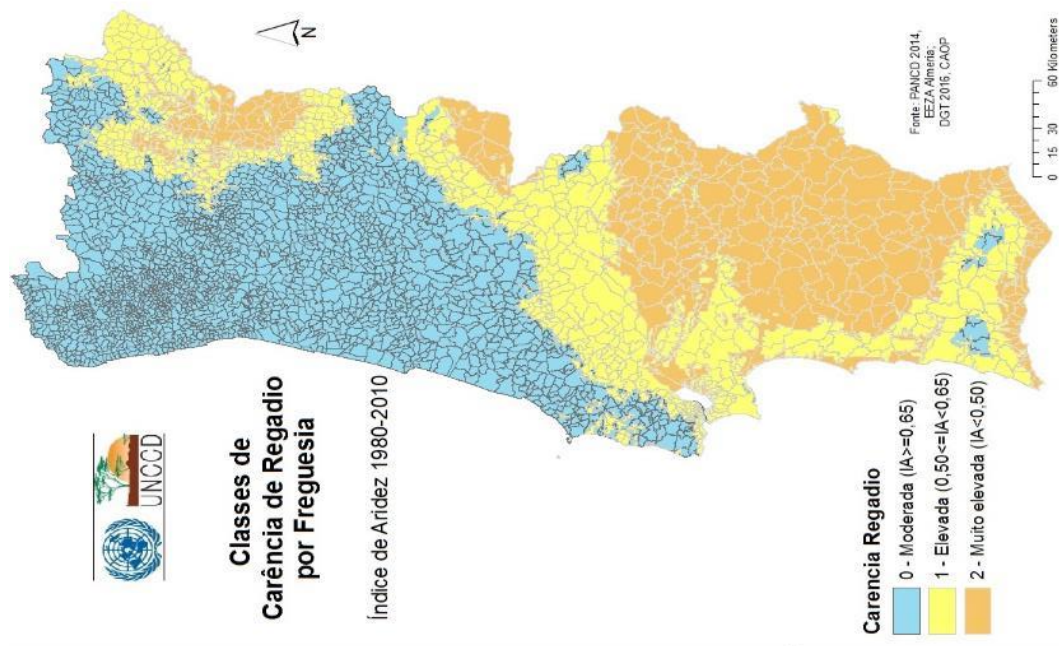 UNCCD
Classes de
Carência de Regadio
por Freguesia
Índice de Aridez 1980-2010
N
Carencia Regadio
0 - Moderada (IA>=0,65)
1 - Elevada (0,50<=IA<0,65)
2 - Muito elevada (IA<0,50)
Fonte: PANCD 2014,
EEZA Almeria;
DGT 2016, CAOP
0 15 30 60 Kilometers